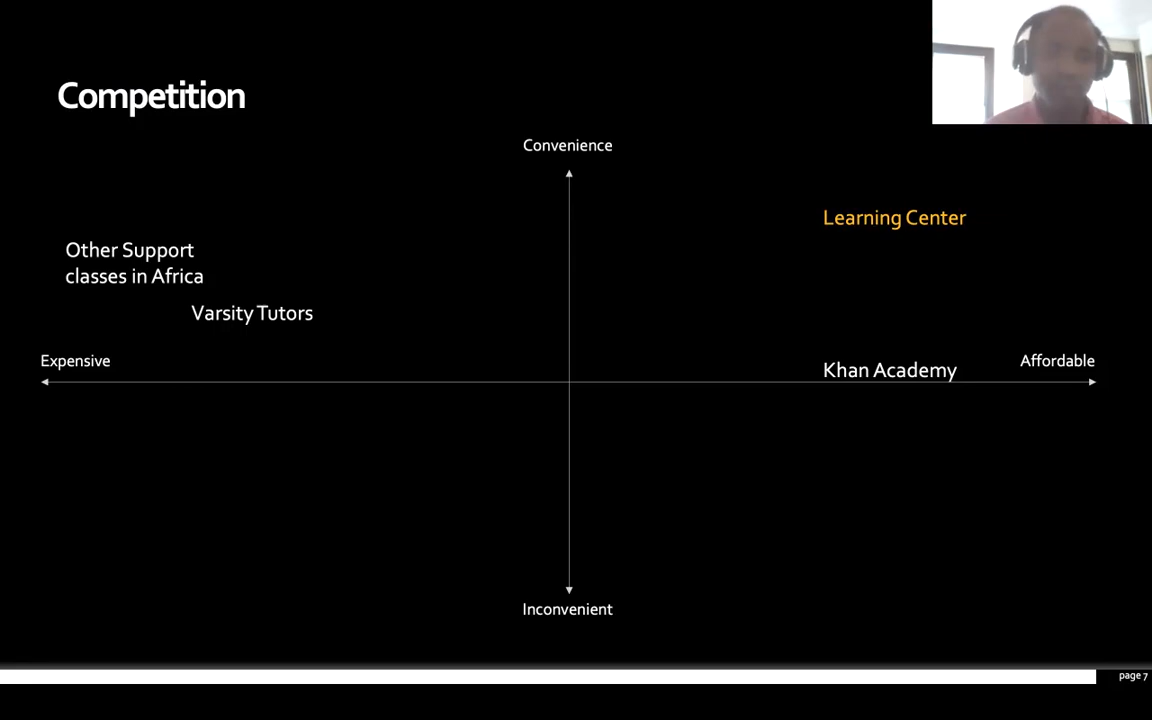 Competition
Convenience
Learning Center
Other Support
classes in Africa
Varsity Tutors
Expensive
Khan Academy
Affordable
Inconvenient
page 7